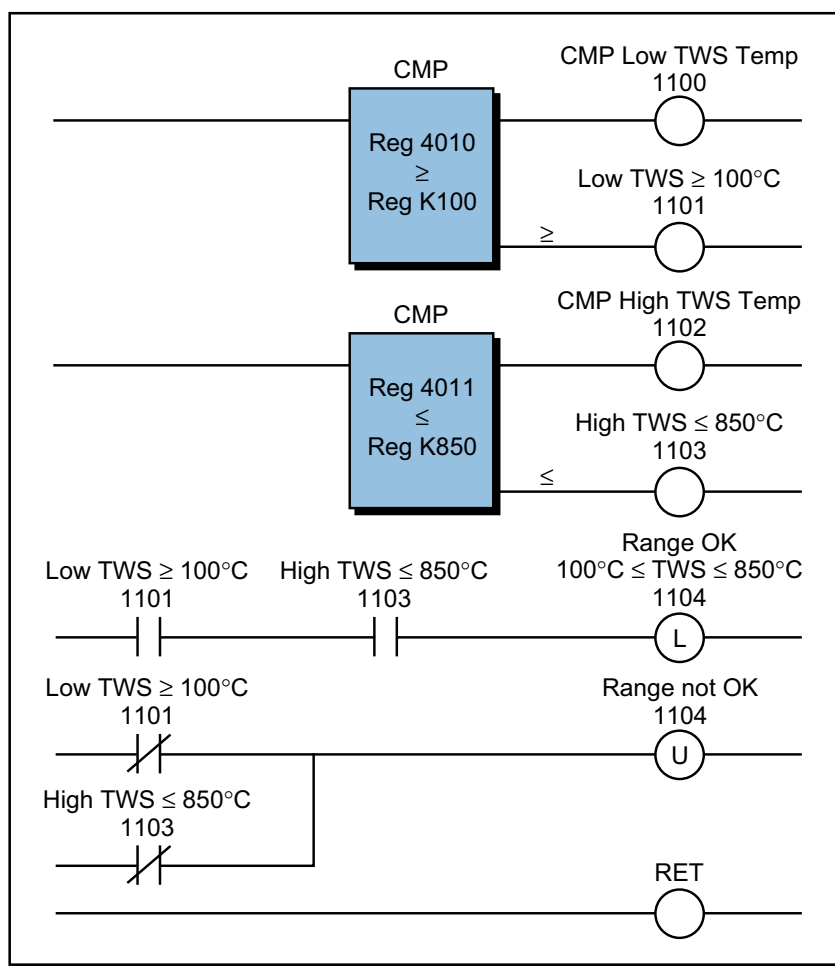 CMP
CMP Low TWS Temp
1100
Reg 4010
≥
Reg K100
Low TWS ≥ 100°C
1101
≥
CMP
CMP High TWS Temp
1102
Reg 4011
≤
Reg K850
High TWS ≤ 850°C
1103
≤
Low TWS ≥ 100°C
1101
High TWS ≤ 850°C
1103
Range OK
100°C ≤ TWS ≤ 850°C
1104
L
Low TWS ≥ 100°C
1101
Range not OK
1104
U
High TWS ≤ 850°C
1103
RET